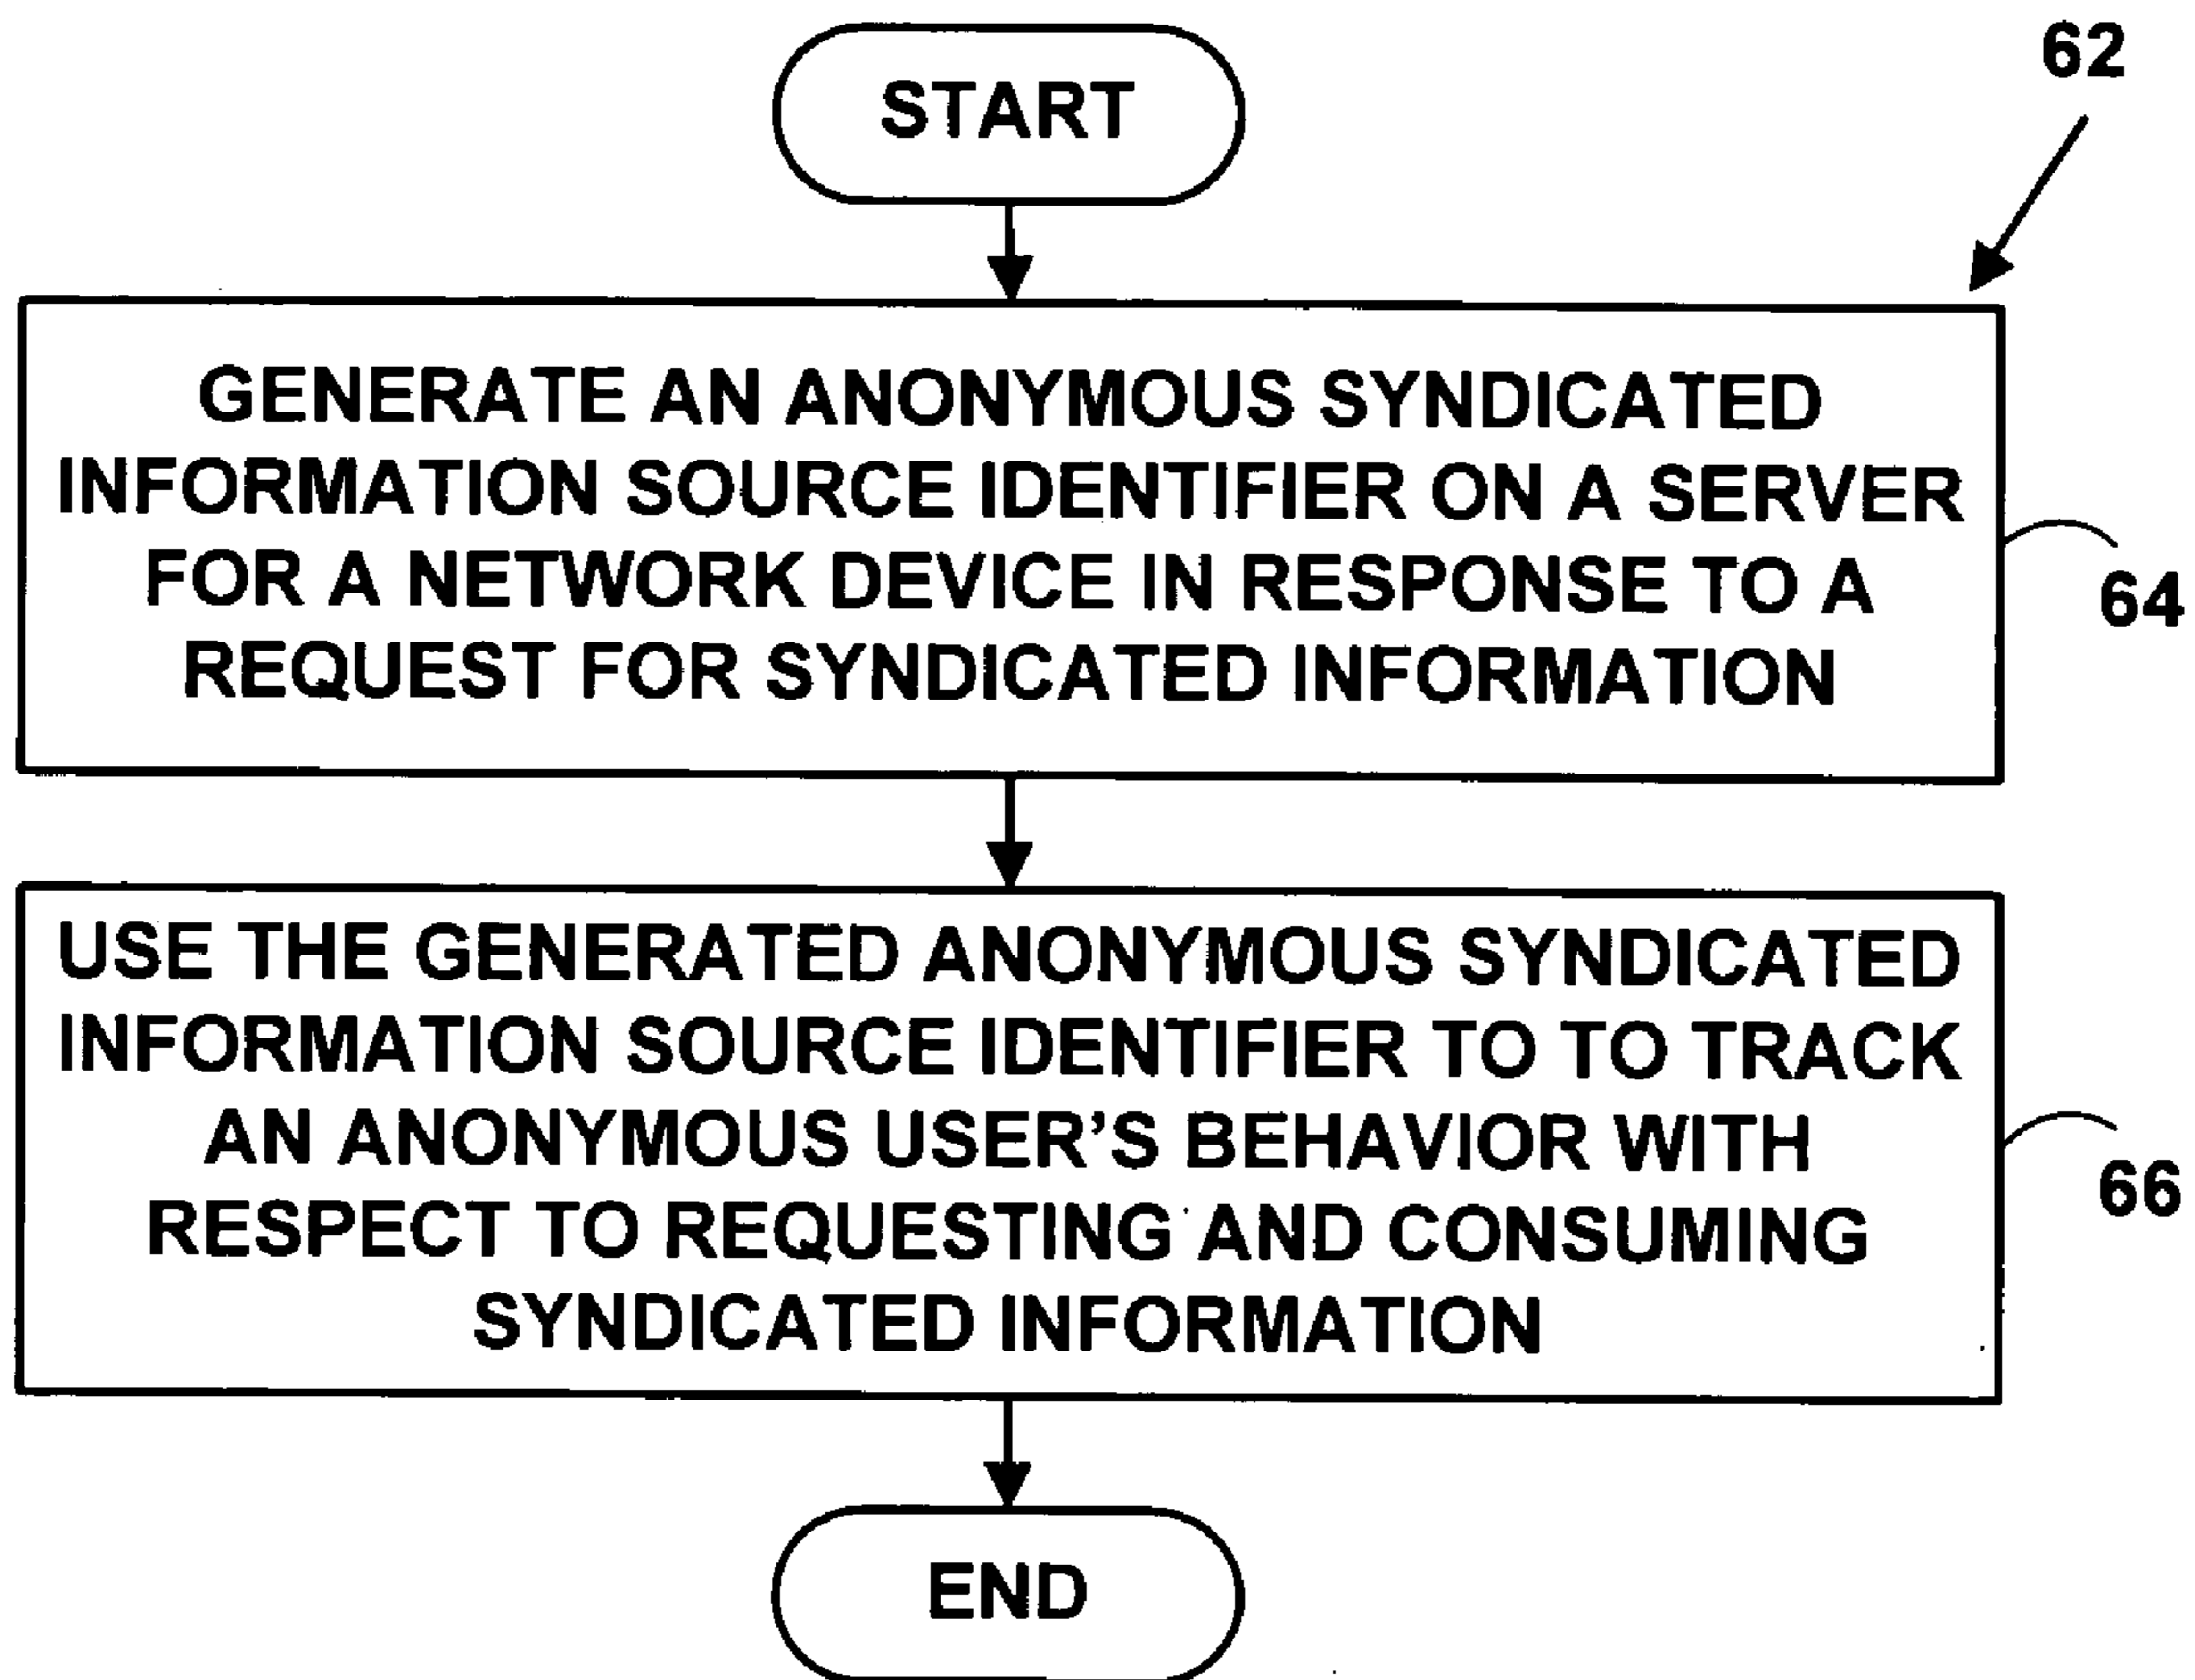 START
62
GENERATE AN ANONYMOUS SYNDICATED
INFORMATION SOURCE IDENTIFIER ON A SERVER
FOR A NETWORK DEVICE IN RESPONSE TO A
REQUEST FOR SYNDICATED INFORMATION
64
USE THE GENERATED ANONYMOUS SYNDICATED
INFORMATION SOURCE IDENTIFIER TO TO TRACK
AN ANONYMOUS USER'S BEHAVIOR WITH
RESPECT TO REQUESTING AND CONSUMING
SYNDICATED INFORMATION
66
END